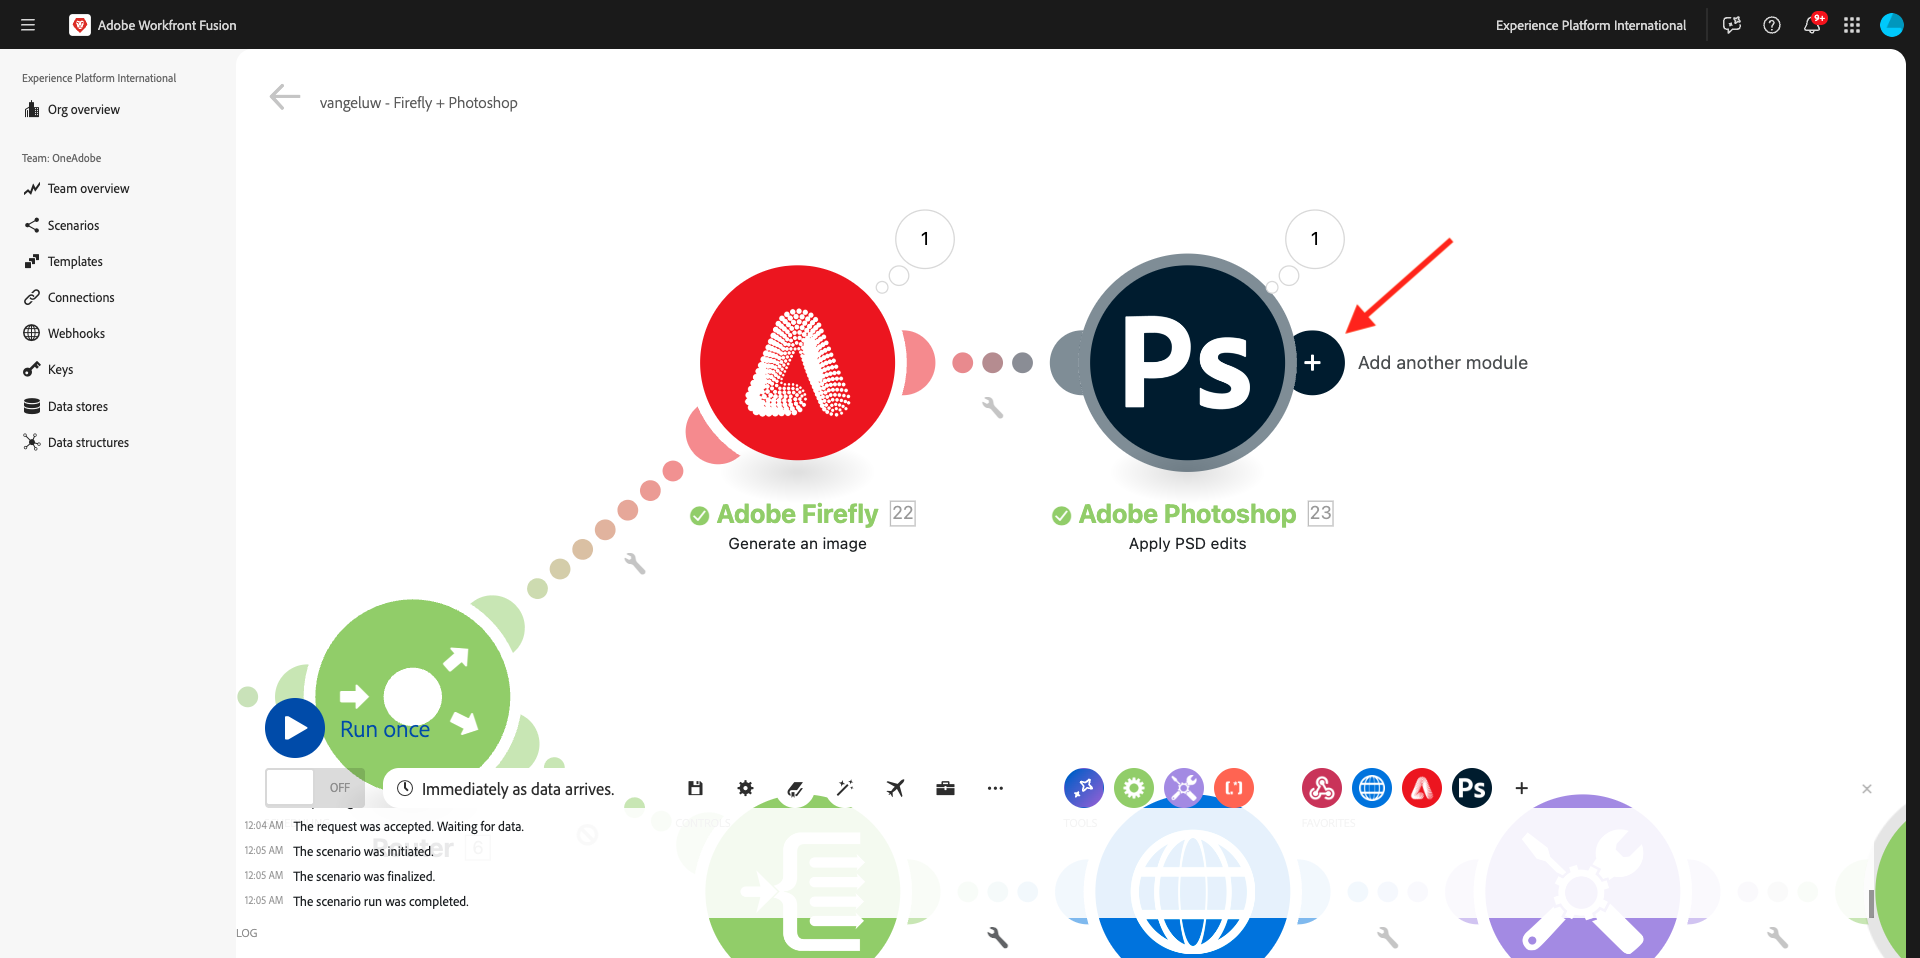 Adobe Workfront Fusion
Experience Platform International
9+
Experience Platform International
Org overview
Team: OneAdobe
Team overview
Scenarios
Templates
Connections
Webhooks
Keys
Data stores
Data structures
vangeluw - Firefly + Photoshop
1
1
Ps
Add another module
Adobe Firefly 22
Generate an image
Adobe Photoshop 23
Apply PSD edits
Run once
OFF
Immediately as data arrives.
Ps
CONTROLS
TOOLS
FAVORITES
Router 6
12:04 AM The request was accepted. Waiting for data.
12:05 AM The scenario was initiated.
12:05 AM The scenario was finalized.
12:05 AM The scenario run was completed.
LOG